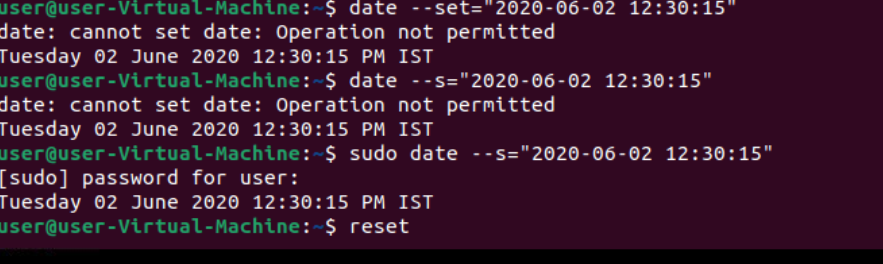 user@user-Virtual-Machine:~$ date --set="2020-06-02 12:30:15"
date: cannot set date: Operation not permitted
Tuesday 02 June 2020 12:30:15 PM IST
user@user-Virtual-Machine:~$ date --s="2020-06-02 12:30:15"
date: cannot set date: Operation not permitted
Tuesday 02 June 2020 12:30:15 PM IST
user@user-Virtual-Machine:~$ sudo date --s="2020-06-02 12:30:15"
[sudo] password for user:
Tuesday 02 June 2020 12:30:15 PM IST
user@user-Virtual-Machine:~$ reset